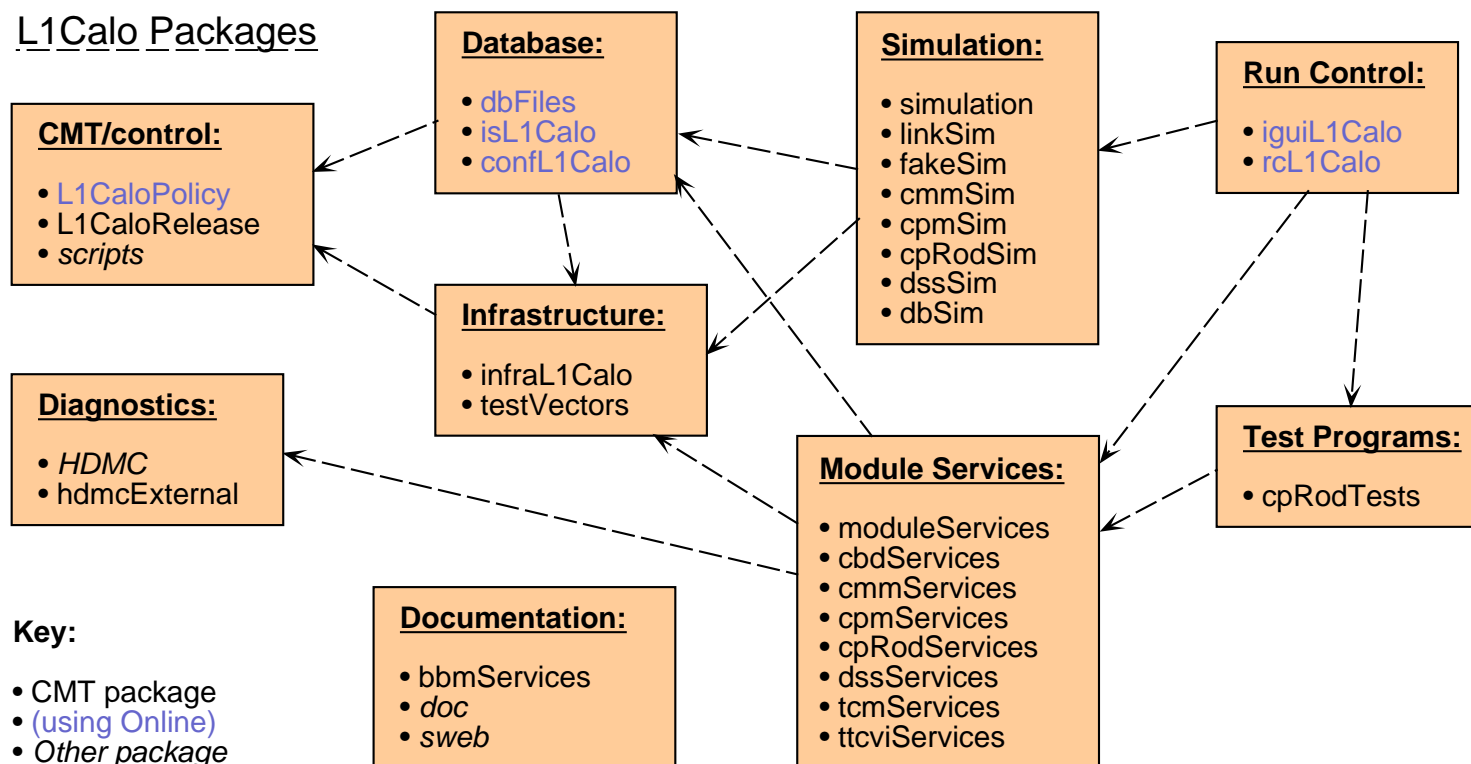 L1Calo Packages
CMT/control:
• L1CaloPolicy
• L1CaloRelease
• scripts
Database:
• dbFiles
• isL1Calo
• confL1Calo
Simulation:
• simulation
• linkSim
• fakeSim
• cmmSim
• cpmSim
• cpRodSim
• dssSim
• dbSim
Run Control:
• iguiL1Calo
• rcL1Calo
Infrastructure:
• infraL1Calo
• testVectors
Diagnostics:
• HDMC
• hdmcExternal
Module Services:
• moduleServices
• cbdServices
• cmmServices
• cpmServices
• cpRodServices
• dssServices
• tcmServices
• ttcviServices
Test Programs:
• cpRodTests
Documentation:
• bbmServices
• doc
• sweb
Key:
• CMT package
• (using Online)
• Other package